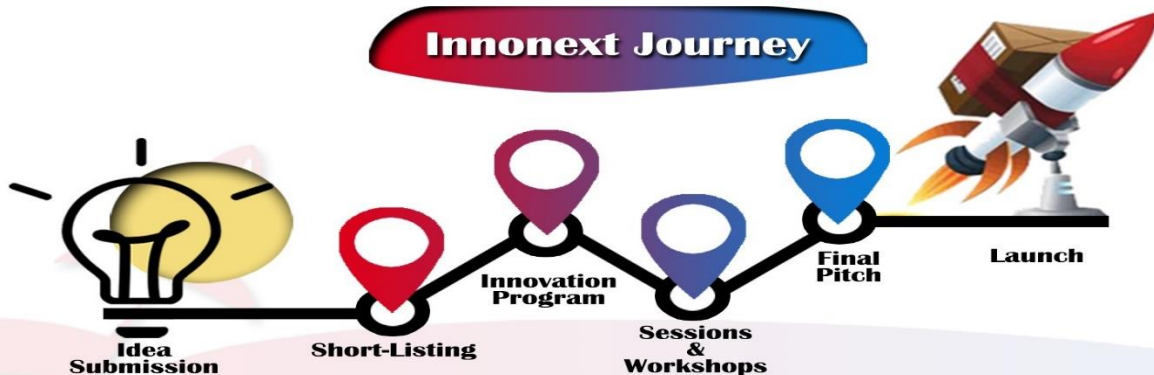 Innonext Journey
Idea
Submission
Short-Listing
Innovation
Program
Sessions
&
Workshops
Final
Pitch
Launch